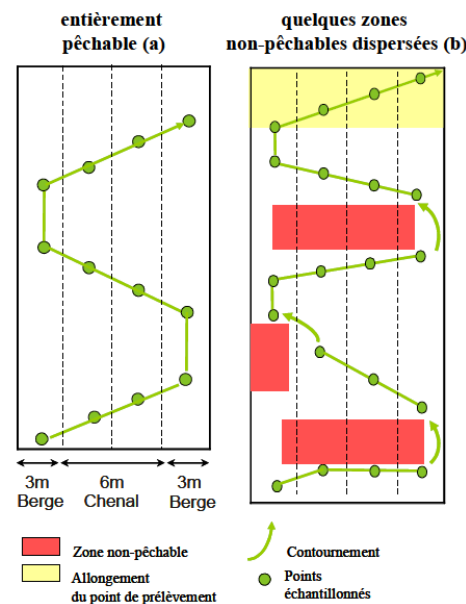 entièrement
pêchable (a)
quelques zones
non-pêchables dispersées (b)
3m
6m
3m
Berge
Chenal
Berge
Zone non-pêchable
Contournement
Allongement
du point de prélèvement
Points
échantillonnés